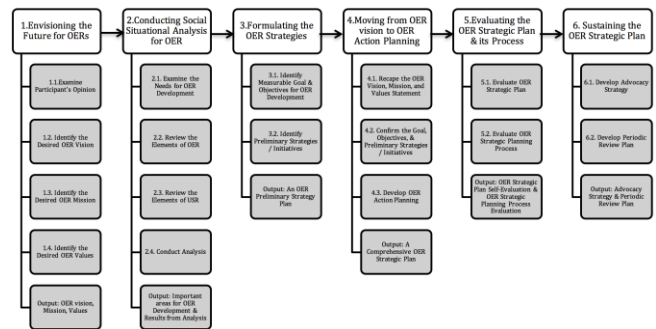 1.Envisioning the
Future for OERs
2.Conducting Social
Situational Analysis
for OER
3.Formulating the
OER Strategies
4.Moving from OER
vision to OER
Action Planning
5.Evaluating the
OER Strategic Plan
& its Process
6. Sustaining the
OER Strategic Plan
1.1.Examine
Participant's Opinion
1.2. Identify the
Desired OER Vision
1.3. Identify the
Desired OER Mission
1.4. Identify the
Desired OER Values
Output: OER vision,
Mission, Values
2.1. Examine the
Needs for OER
Development
2.2. Review the
Elements of OER
2.3. Review the
Elements of USR
2.4. Conduct Analysis
Output: Important
areas for OER
Development &
Results from Analysis
3.1. Identify
Measurable Goal &
Objectives for OER
Development
3.2. Identify
Preliminary Strategies
/ Initiatives
Output: An OER
Preliminary Strategy
Plan
4.1. Recape the OER
Vision, Mission, and
Values Statement
4.2. Confirm the Goal,
Objectives, &
Preliminary Strategies
/ Initiatives
4.3. Develop OER
Action Planning
Output: A
Comprehensive OER
Strategic Plan
5.1. Evaluate OER
Strategic Plan
5.2. Evaluate OER
Strategic Planning
Process
Output: OER Strategic
Plan Self-Evaluation &
OER Strategic
Planning Process
Evaluation
6.1. Develop Advocacy
Strategy
6.2. Develop Periodic
Review Plan
Output: Advocacy
Strategy & Periodic
Review Plan